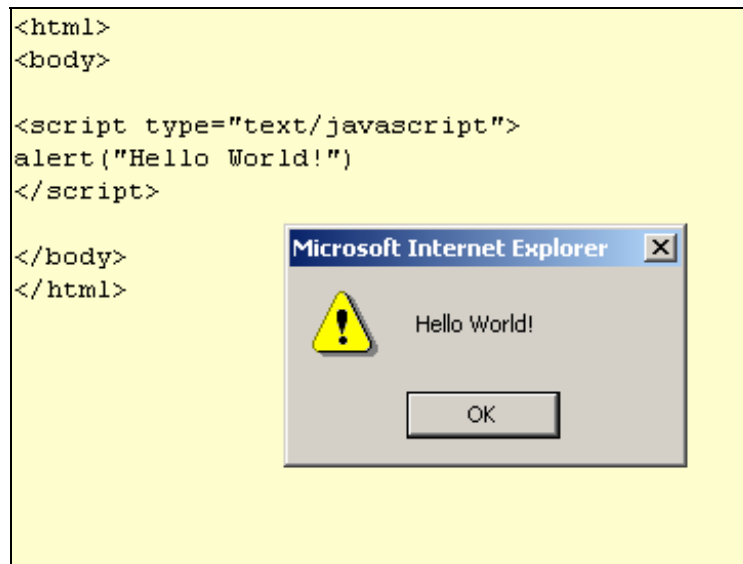 <html>
<body>
<script type="text/javascript">
alert("Hello World!")
</script>
</body>
</html>
Microsoft Internet Explorer
Hello World!
OK